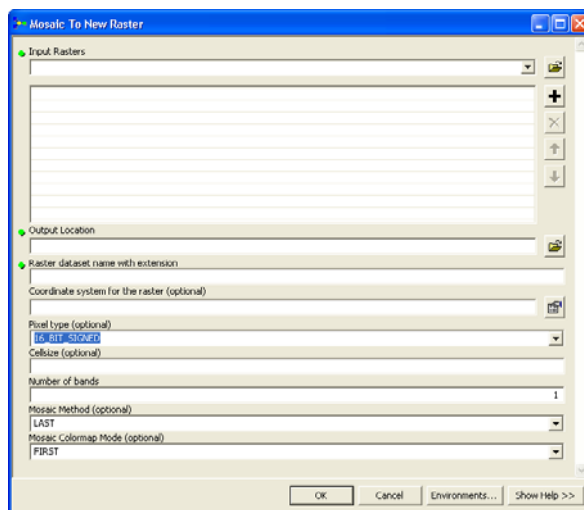 Mosaic To New Raster
Input Rasters
Output Location
Raster dataset name with extension
Coordinate system for the raster (optional)
Pixel type (optional)
16_BIT_SIGNED
Cellsize (optional)
Number of bands
1
Mosaic Method (optional)
LAST
Mosaic Colormap Mode (optional)
FIRST
OK Cancel Environments... Show Help >>